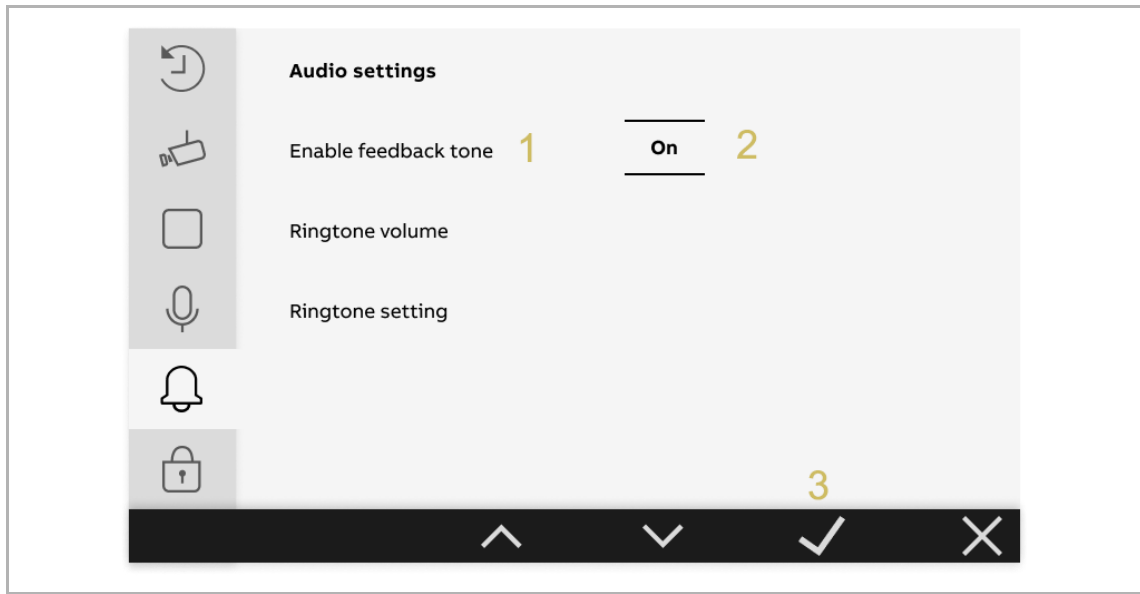 Audio settings
Enable feedback tone 1 On 2
Ringtone volume
Ringtone setting
3